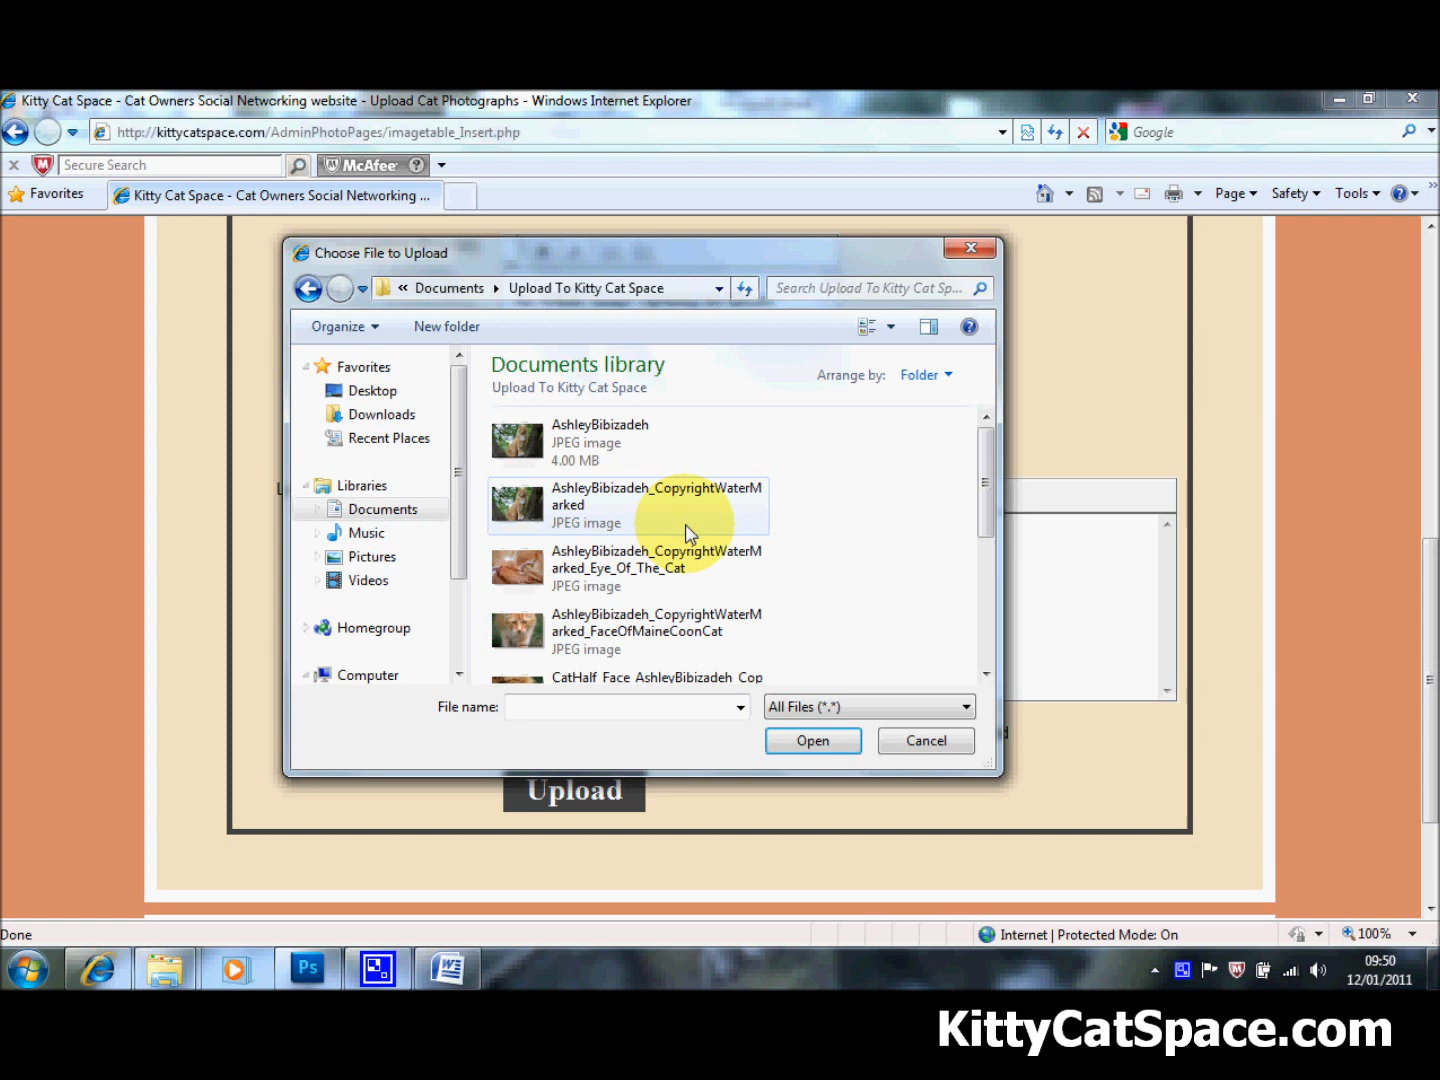 Kitty Cat Space - Cat Owners Social Networking website - Upload Cat Photographs - Windows Internet Explorer
http://kittycatspace.com/AdminPhotoPages/imagetable_Insert.php
Google
Secure Search
McAfee
Favorites
Kitty Cat Space - Cat Owners Social Networking ...
Page
Safety
Tools
Choose File to Upload
« Documents
Upload To Kitty Cat Space
Search Upload To Kitty Cat Sp...
Organize
New folder
Favorites
Desktop
Downloads
Recent Places
Libraries
Documents
Music
Pictures
Videos
Homegroup
Computer
Documents library
Upload To Kitty Cat Space
Arrange by:
Folder
AshleyBibizadeh
JPEG image
4.00 MB
AshleyBibizadeh_CopyrightWaterM
arked
JPEG image
AshleyBibizadeh_CopyrightWaterM
arked_Eye_Of_The_Cat
JPEG image
AshleyBibizadeh_CopyrightWaterM
arked_FaceOfMaineCoonCat
JPEG image
CatHalf_Face_AshleyBibizadeh_Cop
File name:
All Files (*.*)
Open
Cancel
Upload
Done
Internet | Protected Mode: On
100%
Ps
09:50
12/01/2011
KittyCatSpace.com